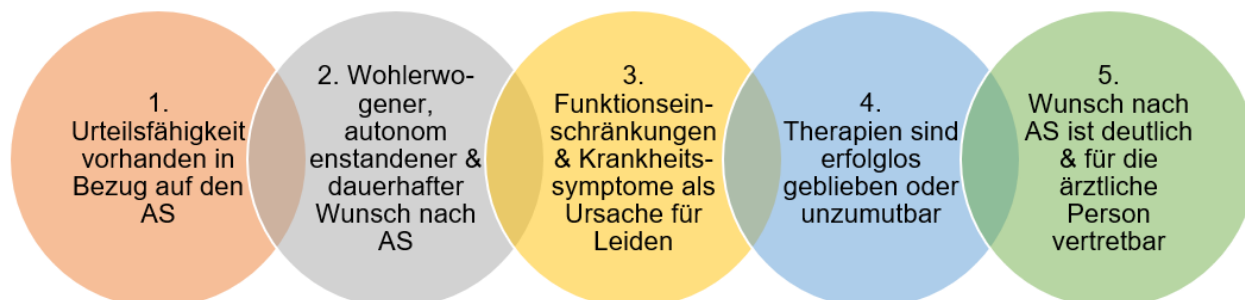 1.
Urteilsfähigkeit
vorhanden in
Bezug auf den
AS
2. Wohlerwo-
gener,
autonom
enstandener &
dauerhafter
Wunsch nach
AS
3.
Funktionsein-
schränkungen
& Krankheits-
symptome als
Ursache für
Leiden
4.
Therapien sind
erfolglos
geblieben oder
unzumutbar
5.
Wunsch nach
AS ist deutlich
& für die
ärztliche
Person
vertretbar